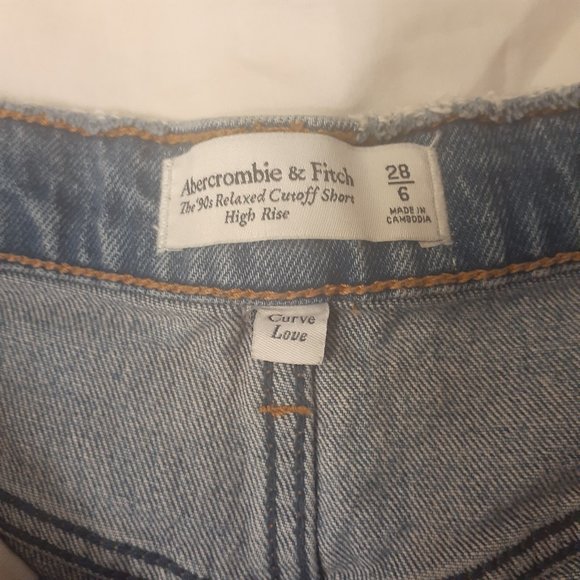 Abercrombie & Fitch
The '90s Relaxed Cutoff Short
High Rise
28
6
MADE IN
CAMBODIA
Curve
Love